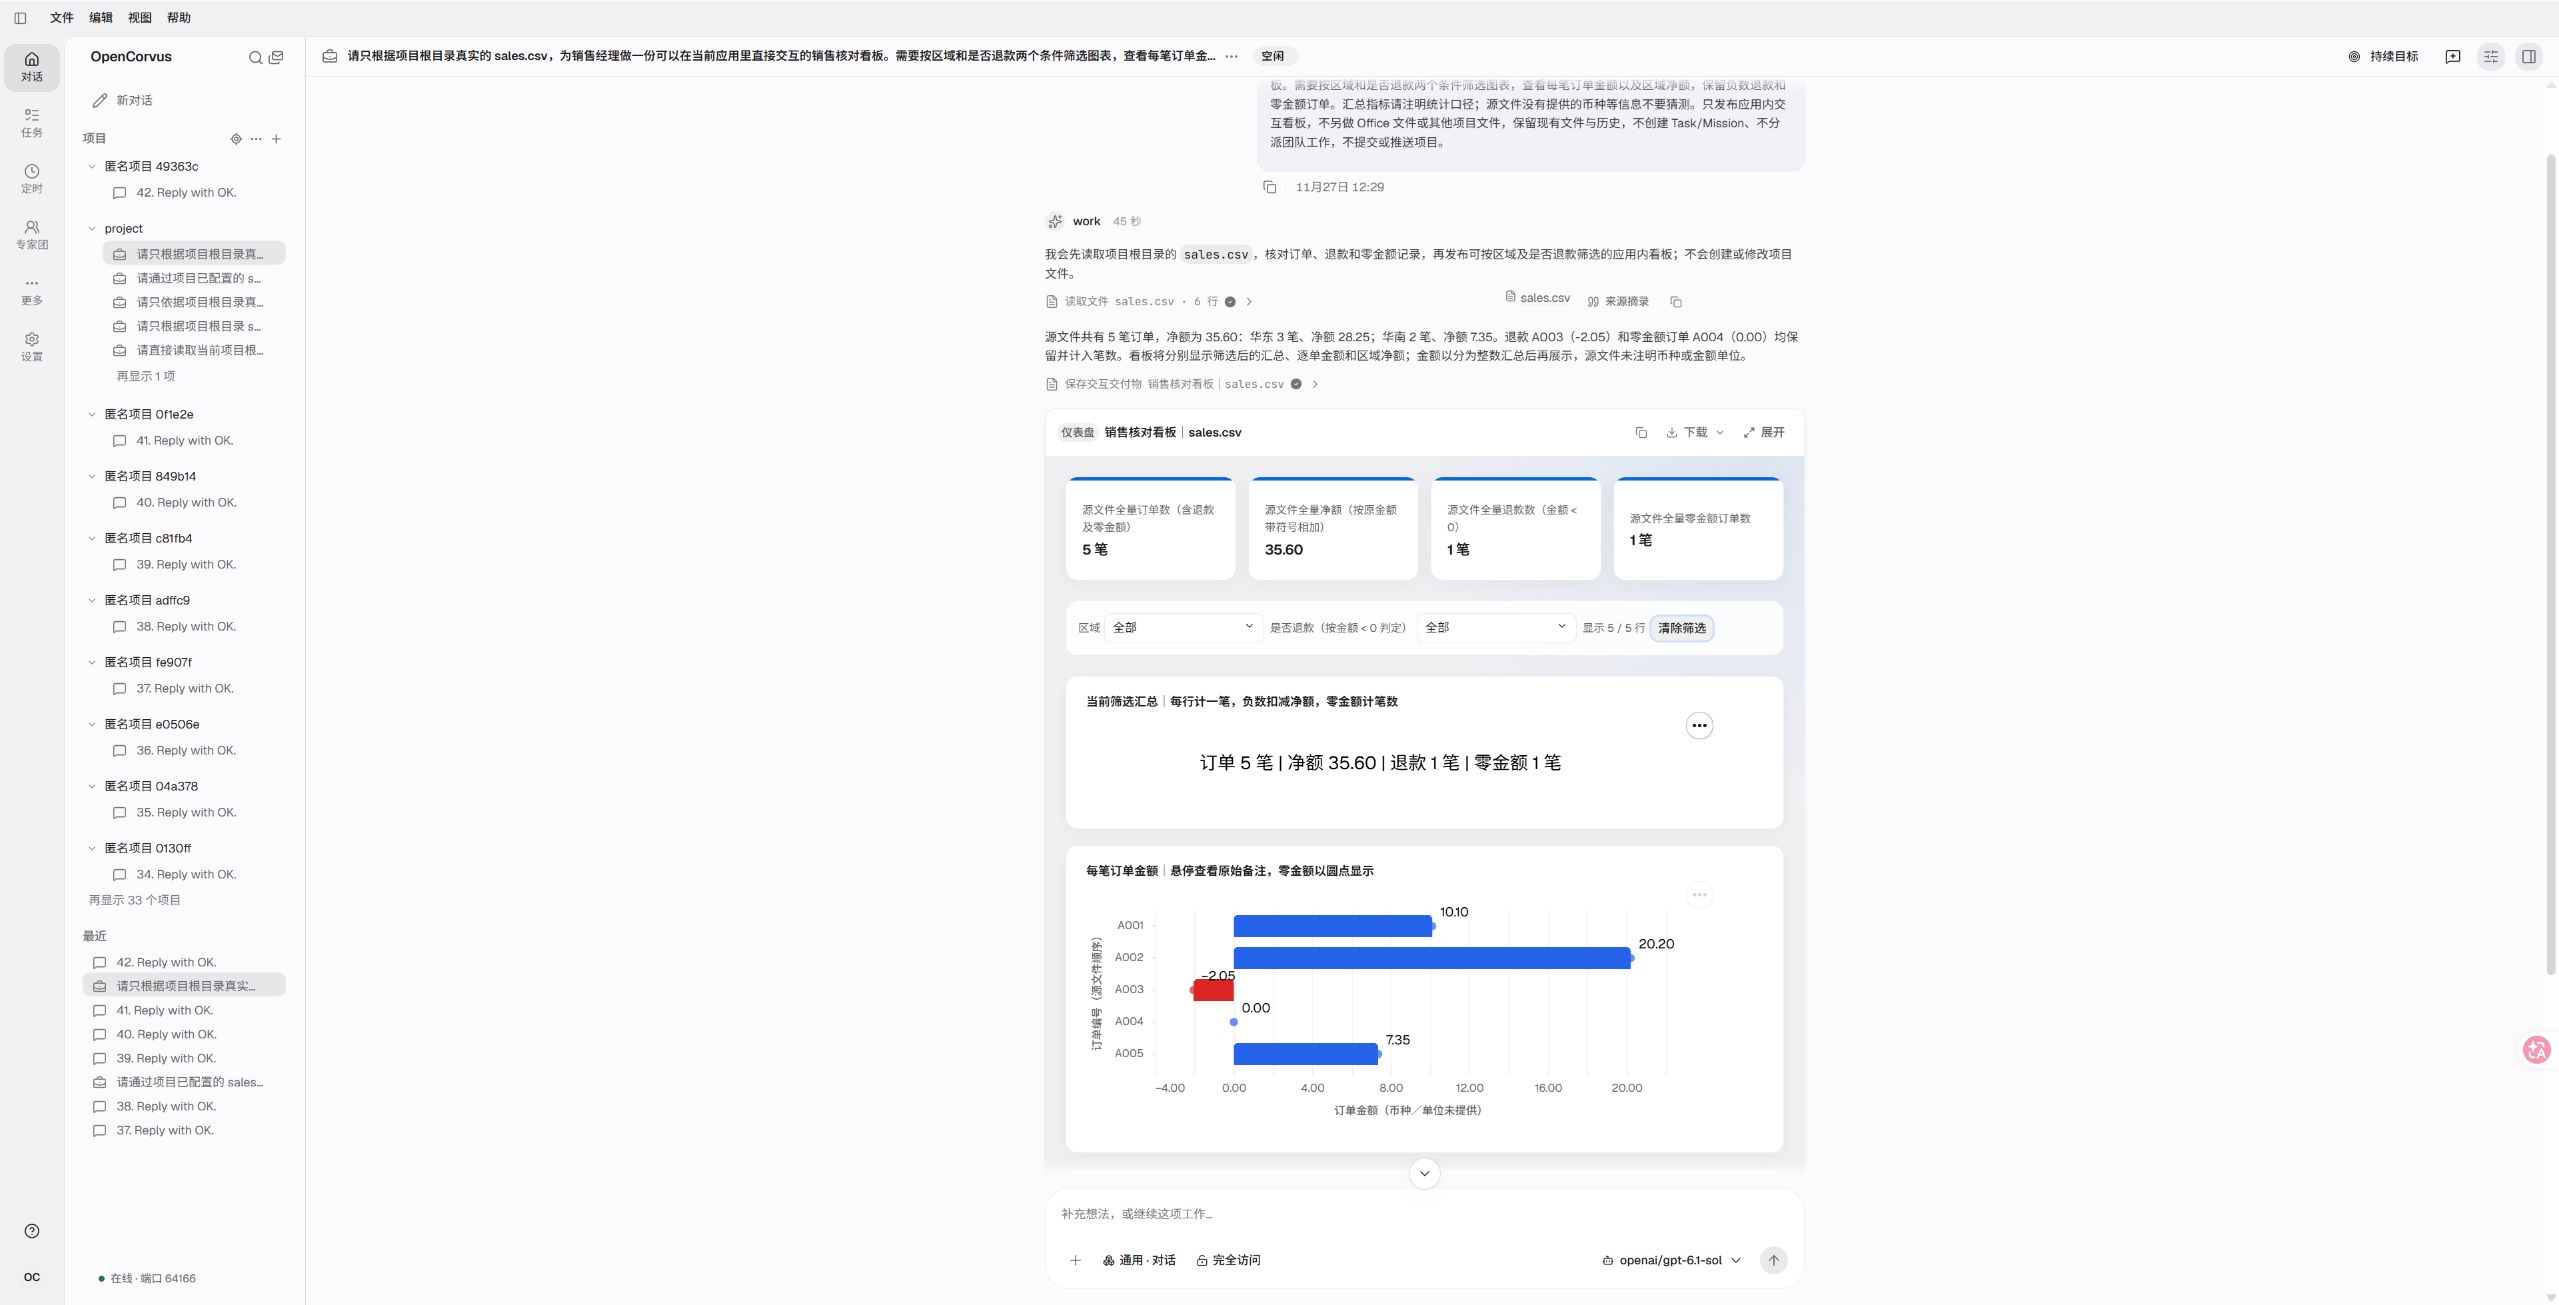 文件 编辑 视图 帮助
对话
任务
定时
专家团
更多
设置
OC
OpenCorvus
新对话
项目
匿名项目 49363c
42. Reply with OK.
project
请只根据项目根目录真...
请通过项目已配置的 s...
请只依据项目根目录真...
请只根据项目根目录 s...
请直接读取当前项目根...
再显示 1 项
匿名项目 0f1e2e
41. Reply with OK.
匿名项目 849b14
40. Reply with OK.
匿名项目 c81fb4
39. Reply with OK.
匿名项目 adffc9
38. Reply with OK.
匿名项目 fe907f
37. Reply with OK.
匿名项目 e0506e
36. Reply with OK.
匿名项目 04a378
35. Reply with OK.
匿名项目 0130ff
34. Reply with OK.
再显示 33 个项目
最近
42. Reply with OK.
请只根据项目根目录真实...
41. Reply with OK.
40. Reply with OK.
39. Reply with OK.
请通过项目已配置的 sales...
38. Reply with OK.
37. Reply with OK.
在线 · 端口 64166
请只根据项目根目录真实的 sales.csv，为销售经理做一份可以在当前应用里直接交互的销售核对看板。需要按区域和是否退款两个条件筛选图表，查看每笔订单金... 空闲
持续目标
板。需要按区域和是否退款两个条件筛选图表，查看每笔订单金额以及区域净额，保留负数退款和
零金额订单。汇总指标请注明统计口径；源文件没有提供的币种等信息不要猜测。只发布应用内交
互看板，不另做 Office 文件或其他项目文件，保留现有文件与历史，不创建 Task/Mission、不分
派团队工作，不提交或推送项目。
11月27日 12:29
work 45 秒
我会先读取项目根目录的 sales.csv，核对订单、退款和零金额记录，再发布可按区域及是否退款筛选的应用内看板；不会创建或修改项目
文件。
读取文件 sales.csv · 6 行
sales.csv 来源摘录
源文件共有 5 笔订单，净额为 35.60：华东 3 笔、净额 28.25；华南 2 笔、净额 7.35。退款 A003（-2.05）和零金额订单 A004（0.00）均保
留并计入笔数。看板将分别显示筛选后的汇总、逐单金额和区域净额；金额以分为整数汇总后再展示，源文件未注明币种或金额单位。
保存交互交付物 销售核对看板｜sales.csv
仪表盘 销售核对看板｜sales.csv
下载 展开
源文件全量订单数（含退款
及零金额）
5 笔
源文件全量净额（按原金额
带符号相加）
35.60
源文件全量退款数（金额 <
0）
1 笔
源文件全量零金额订单数
1 笔
区域 全部 是否退款（按金额 < 0 判定） 全部 显示 5 / 5 行 清除筛选
当前筛选汇总｜每行计一笔，负数扣减净额，零金额计笔数
订单 5 笔 | 净额 35.60 | 退款 1 笔 | 零金额 1 笔
每笔订单金额｜悬停查看原始备注，零金额以圆点显示
订单编号（源文件顺序）
A001 10.10
A002 20.20
A003 −2.05
A004 0.00
A005 7.35
−4.00 0.00 4.00 8.00 12.00 16.00 20.00
订单金额（币种／单位未提供）
补充想法，或继续这项工作...
通用 · 对话 完全访问
openai/gpt-6.1-sol